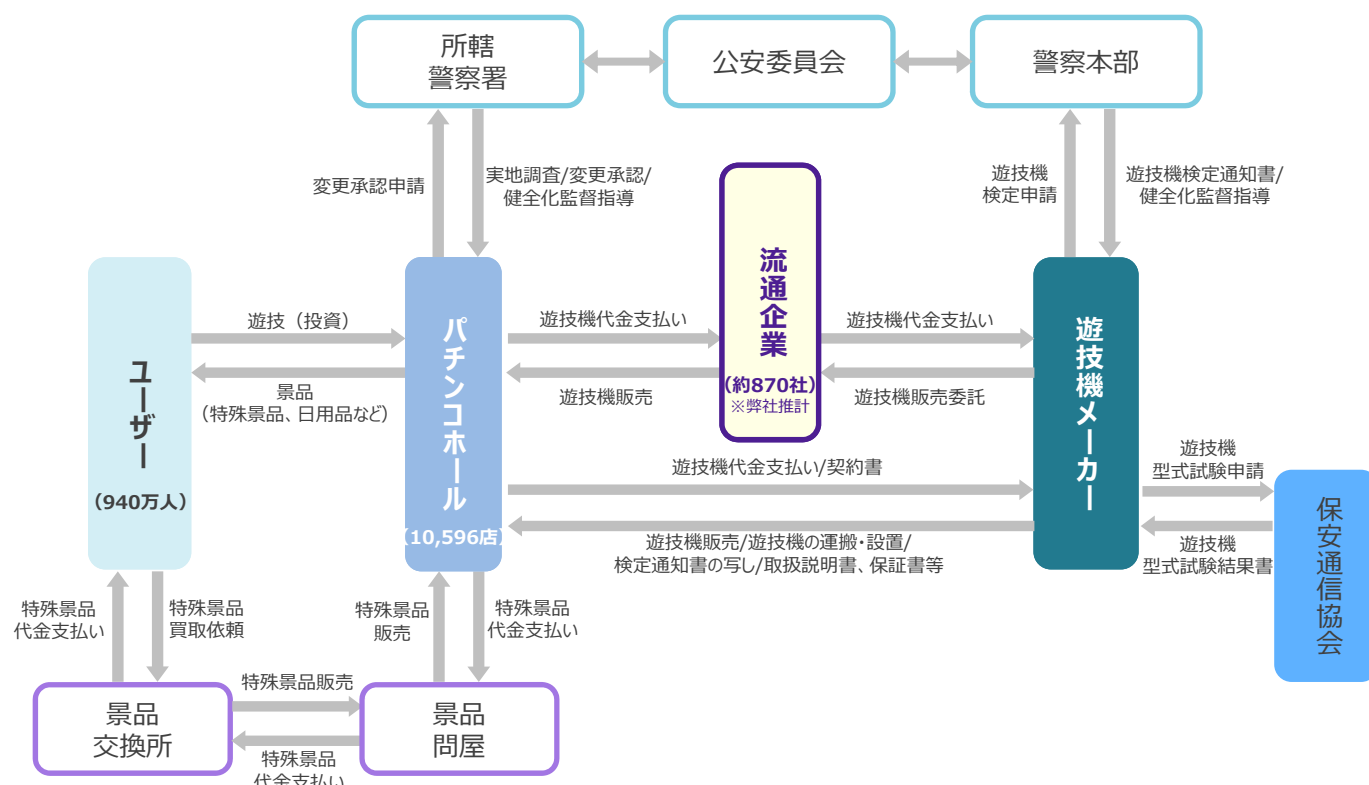 所轄
警察署
公安委員会
警察本部
変更承認申請
実地調査/変更承認/
健全化監督指導
遊技機
検定申請
遊技機検定通知書/
健全化監督指導
ユーザー
(940万人)
遊技（投資）
景品
(特殊景品、日用品など)
パチンコホール
(10,596店)
遊技機代金支払い
遊技機販売
流通企業
(約870社)
※弊社推計
遊技機代金支払い
遊技機販売委託
遊技機メーカー
遊技機代金支払い/契約書
遊技機販売/遊技機の運搬・設置/
検定通知書の写し/取扱説明書、保証書等
遊技機
型式試験申請
遊技機
型式試験結果書
保安通信協会
特殊景品
代金支払い
特殊景品
買取依頼
特殊景品
販売
特殊景品
代金支払い
景品
交換所
特殊景品販売
特殊景品
代金支払い
景品
問屋